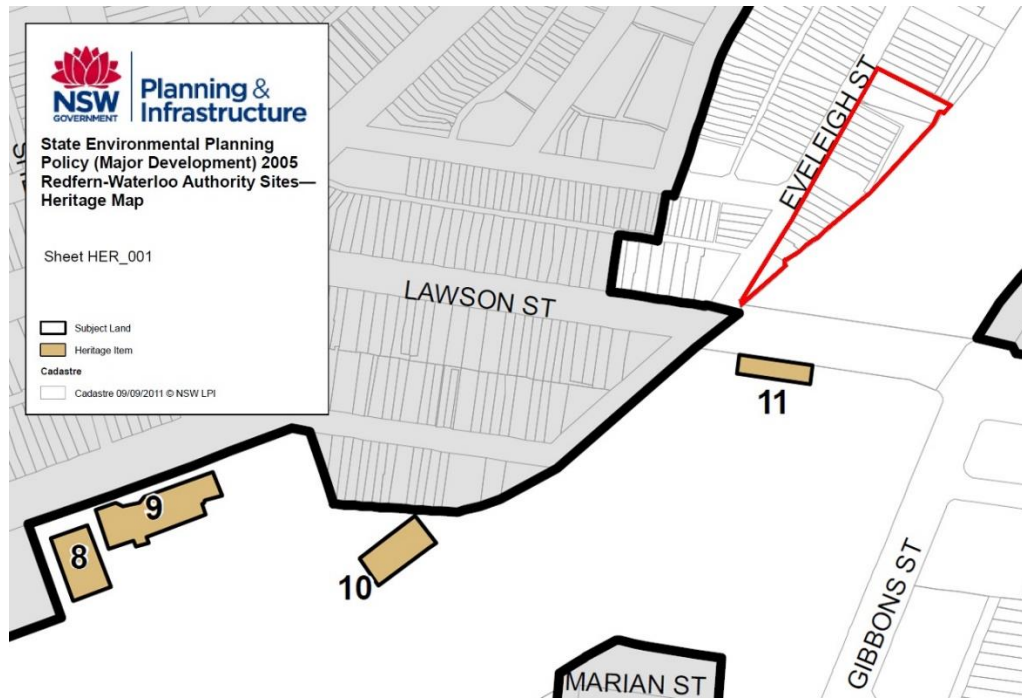 NSW
GOVERNMENT
Planning &
Infrastructure
State Environmental Planning
Policy (Major Development) 2005
Redfern-Waterloo Authority Sites—
Heritage Map
Sheet HER_001
Subject Land
Heritage Item
Cadastre
Cadastre 09/09/2011 © NSW LPI
EVELEIGH ST
LAWSON ST
11
9
8
10
GIBBONS ST
MARIAN ST